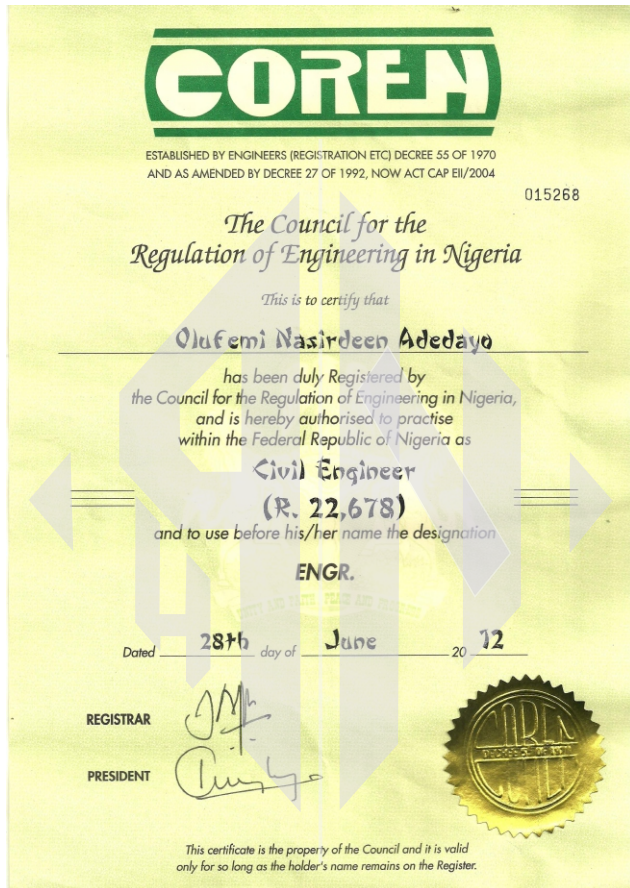 COREN
ESTABLISHED BY ENGINEERS (REGISTRATION ETC) DECREE 55 OF 1970
AND AS AMENDED BY DECREE 27 OF 1992, NOW ACT CAP EII/2004
015268
The Council for the
Regulation of Engineering in Nigeria
This is to certify that
Olufemi Nasirdeen Adedayo
has been duly Registered by
the Council for the Regulation of Engineering in Nigeria,
and is hereby authorised to practise
within the Federal Republic of Nigeria as
Civil Engineer
(R. 22,678)
and to use before his/her name the designation
ENGR.
UNITY AND FAITH, PEACE AND PROGRESS
Dated 28th day of June 20 12
REGISTRAR
PRESIDENT
COREN
This certificate is the property of the Council and it is valid
only for so long as the holder's name remains on the Register.